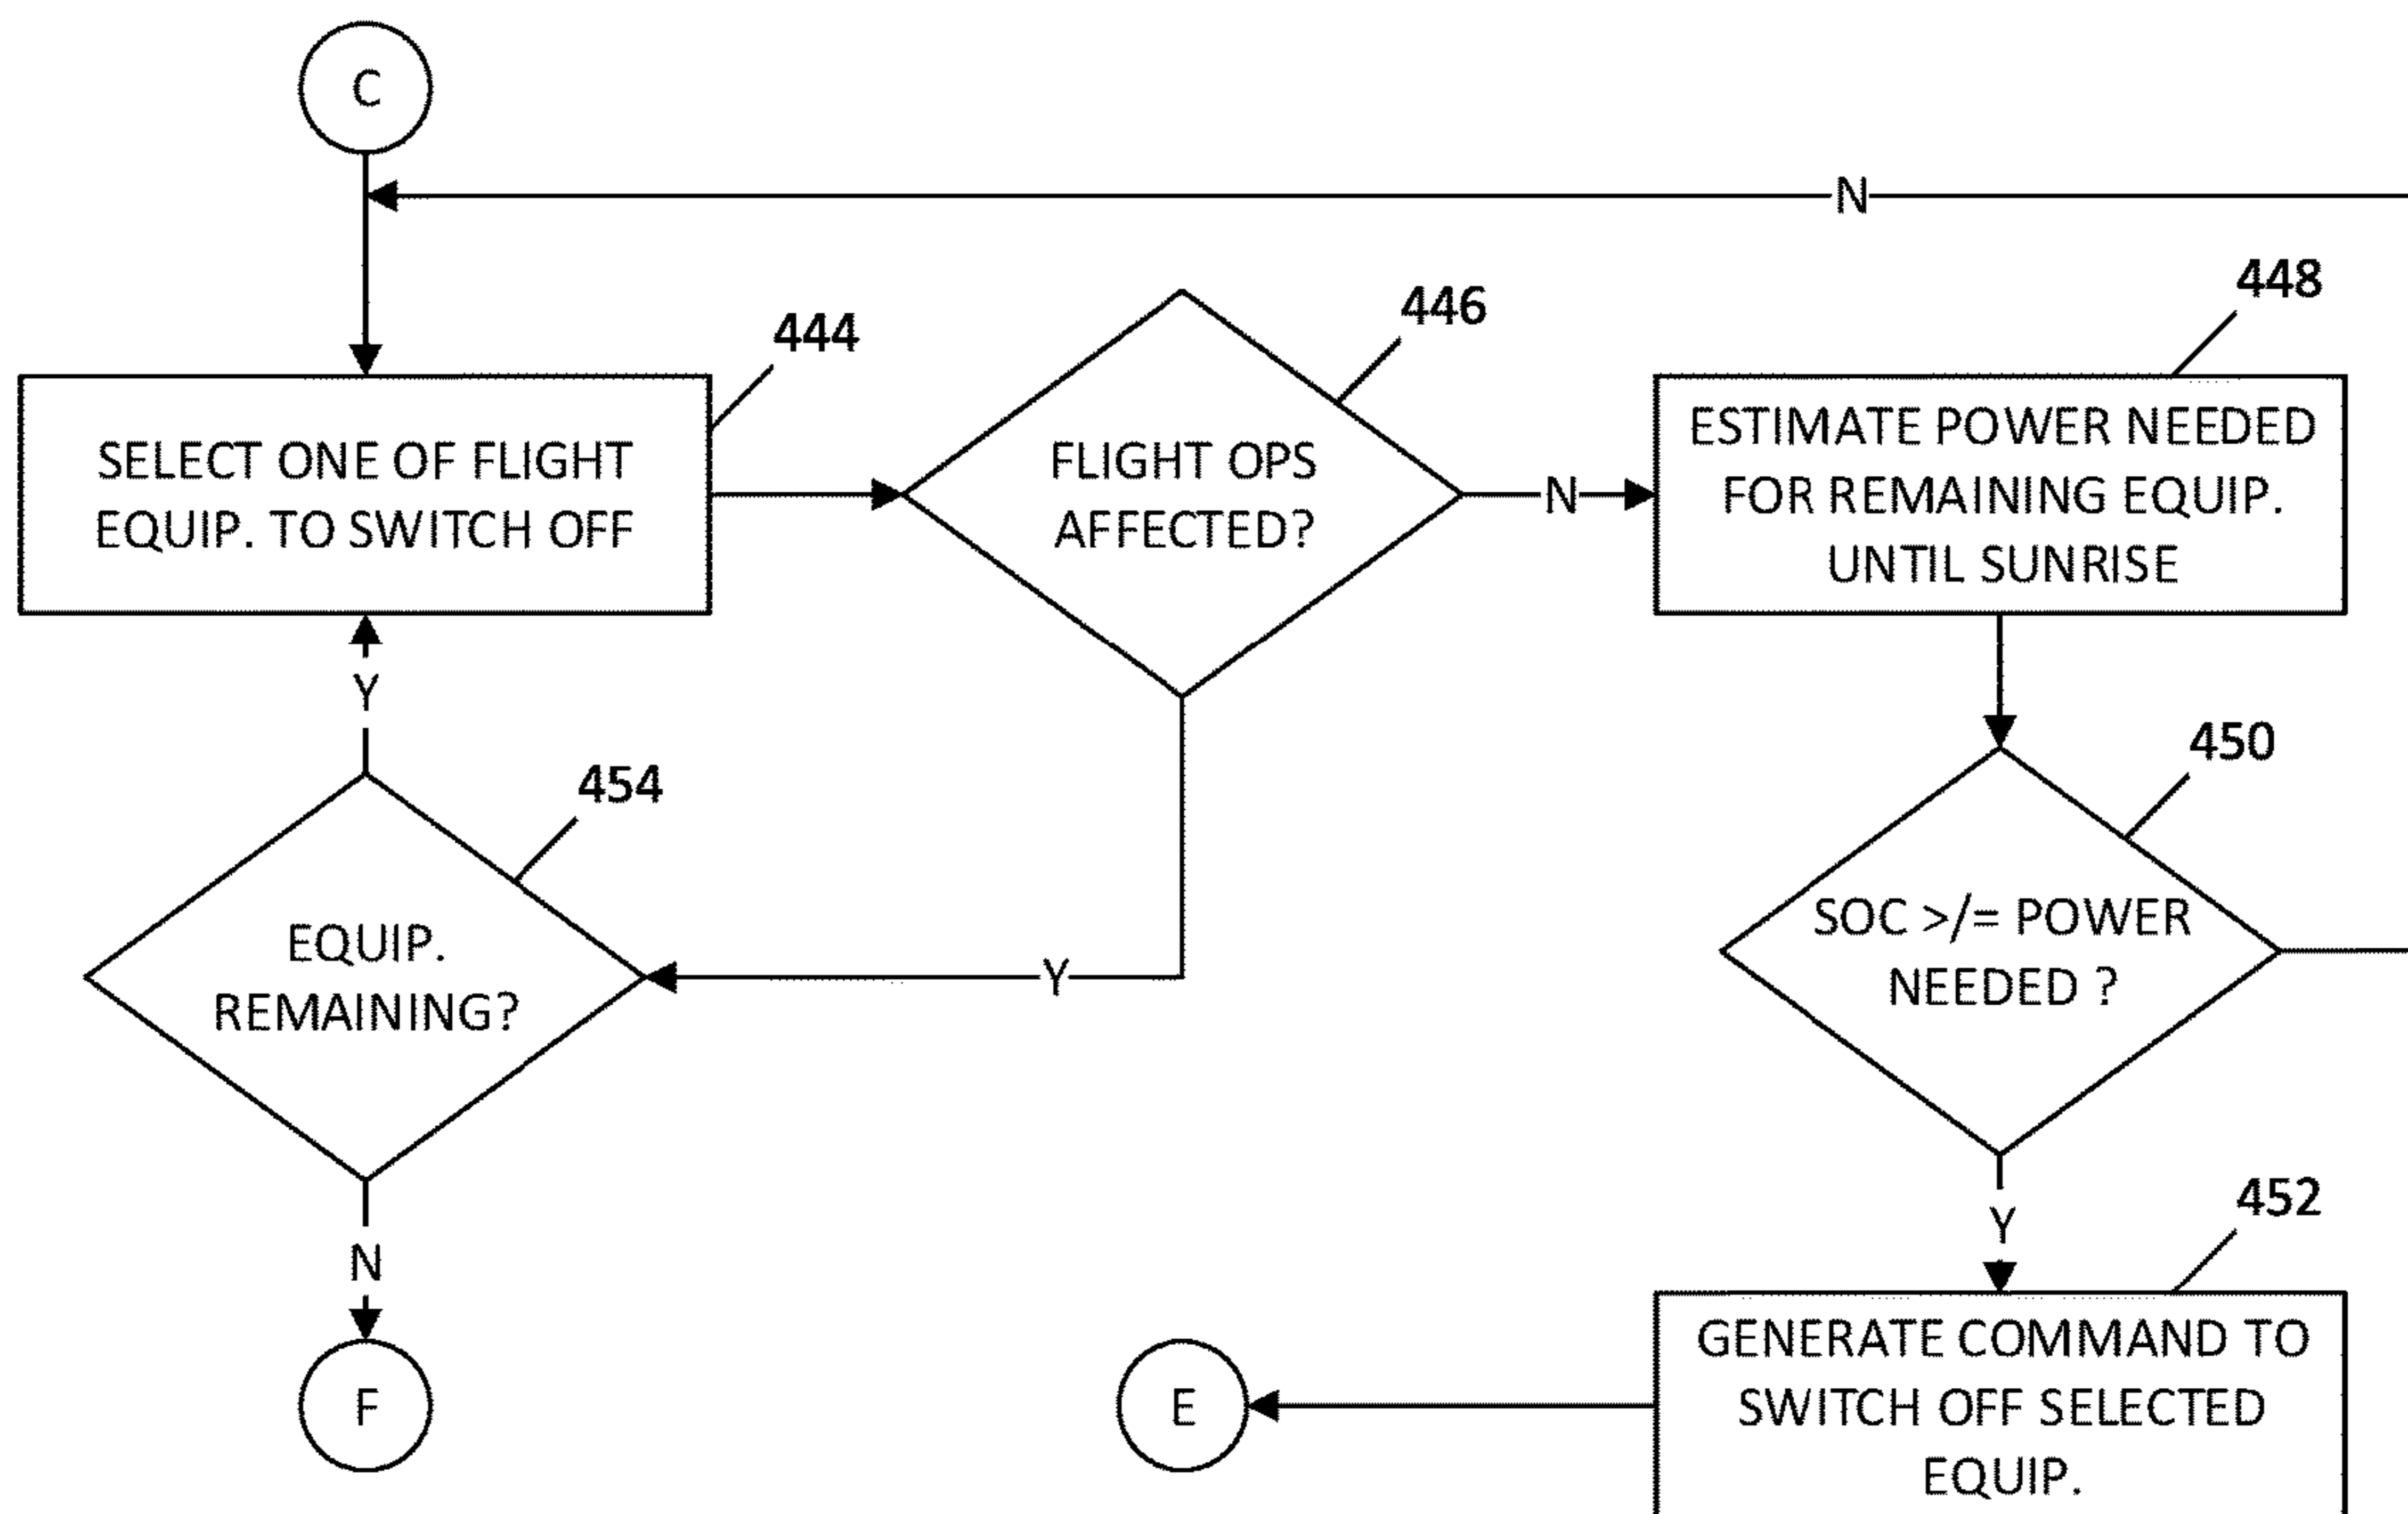 C
N
448
446
444
SELECT ONE OF FLIGHT
EQUIP. TO SWITCH OFF
FLIGHT OPS
AFFECTED?
N
ESTIMATE POWER NEEDED
FOR REMAINING EQUIP.
UNTIL SUNRISE
Y
454
450
EQUIP.
REMAINING?
Y
SOC >/= POWER
NEEDED ?
N
Y
452
F
E
GENERATE COMMAND TO
SWITCH OFF SELECTED
EQUIP.